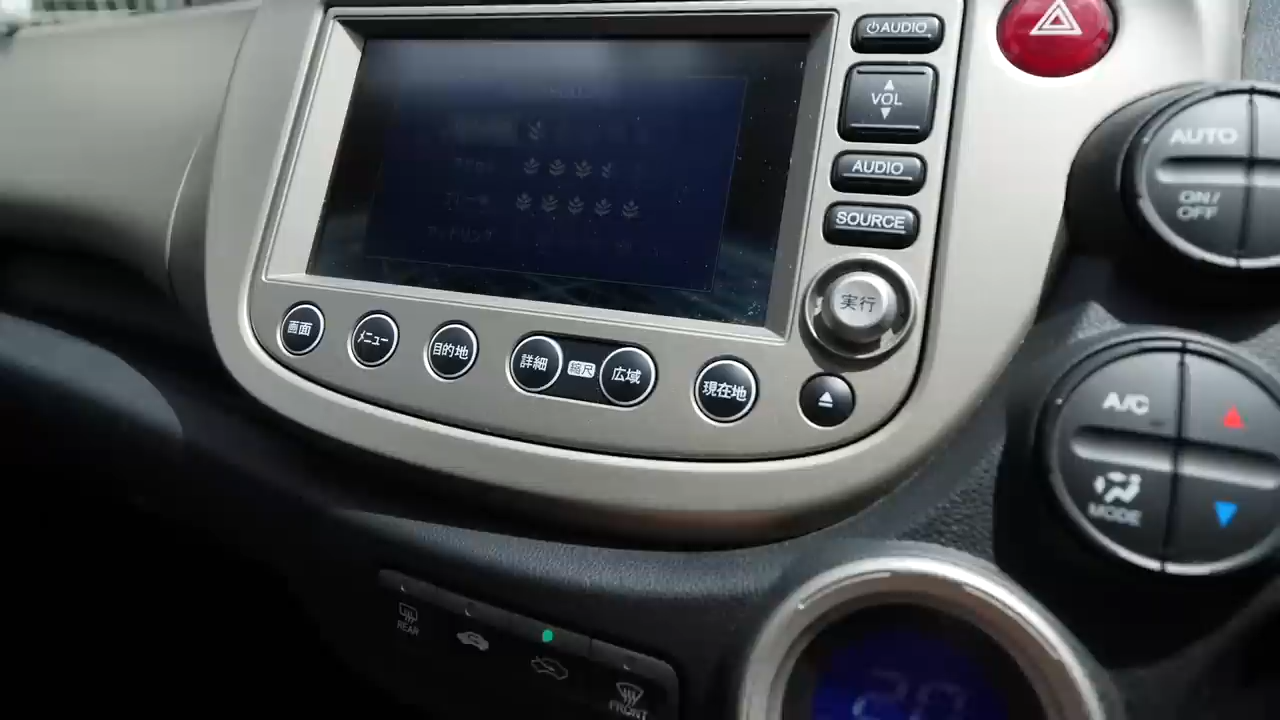 AUDIO
VOL
AUDIO
SOURCE
実行
画面
メニュー
目的地
詳細
縮尺
広域
現在地
AUTO
ON/
OFF
A/C
MODE
REAR
FRONT
20